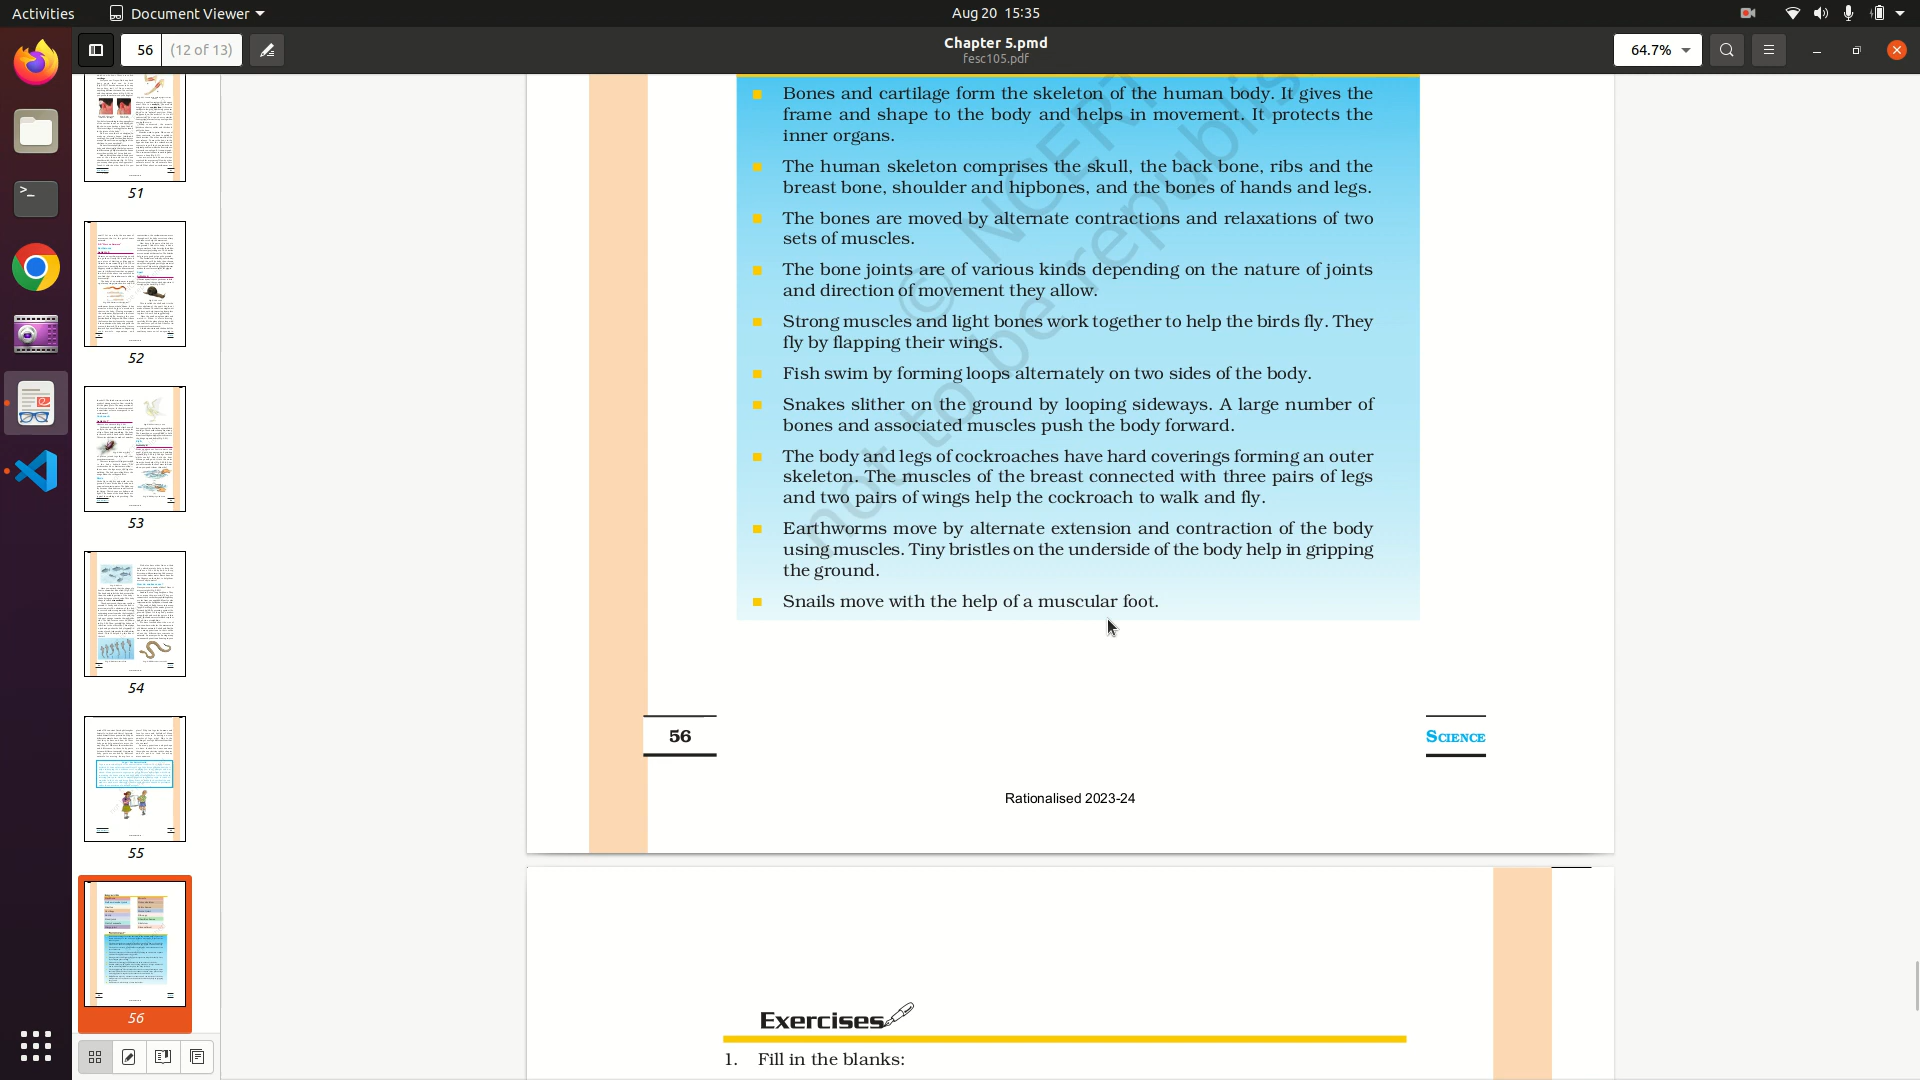 Activities
Document Viewer
Aug 20 15:35
56
(12 of 13)
Chapter 5.pmd
fesc105.pdf
64.7%
51
52
53
54
55
56
Bones and cartilage form the skeleton of the human body. It gives the
frame and shape to the body and helps in movement. It protects the
inner organs.
The human skeleton comprises the skull, the back bone, ribs and the
breast bone, shoulder and hipbones, and the bones of hands and legs.
The bones are moved by alternate contractions and relaxations of two
sets of muscles.
The bone joints are of various kinds depending on the nature of joints
and direction of movement they allow.
Strong muscles and light bones work together to help the birds fly. They
fly by flapping their wings.
Fish swim by forming loops alternately on two sides of the body.
Snakes slither on the ground by looping sideways. A large number of
bones and associated muscles push the body forward.
The body and legs of cockroaches have hard coverings forming an outer
skeleton. The muscles of the breast connected with three pairs of legs
and two pairs of wings help the cockroach to walk and fly.
Earthworms move by alternate extension and contraction of the body
using muscles. Tiny bristles on the underside of the body help in gripping
the ground.
Snails move with the help of a muscular foot.
© NCERT
not to be republis
56
SCIENCE
Rationalised 2023-24
Exercises
1. Fill in the blanks: